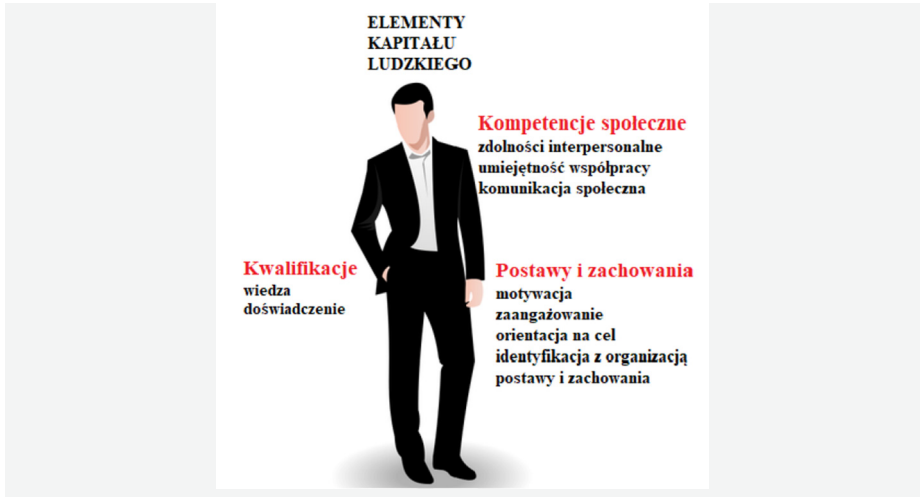 ELEMENTY
KAPITAŁU
LUDZKIEGO
Kompetencje społeczne
zdolności interpersonalne
umiejętność współpracy
komunikacja społeczna
Kwalifikacje
wiedza
doświadczenie
Postawy i zachowania
motywacja
zaangażowanie
orientacja na cel
identyfikacja z organizacją
postawy i zachowania